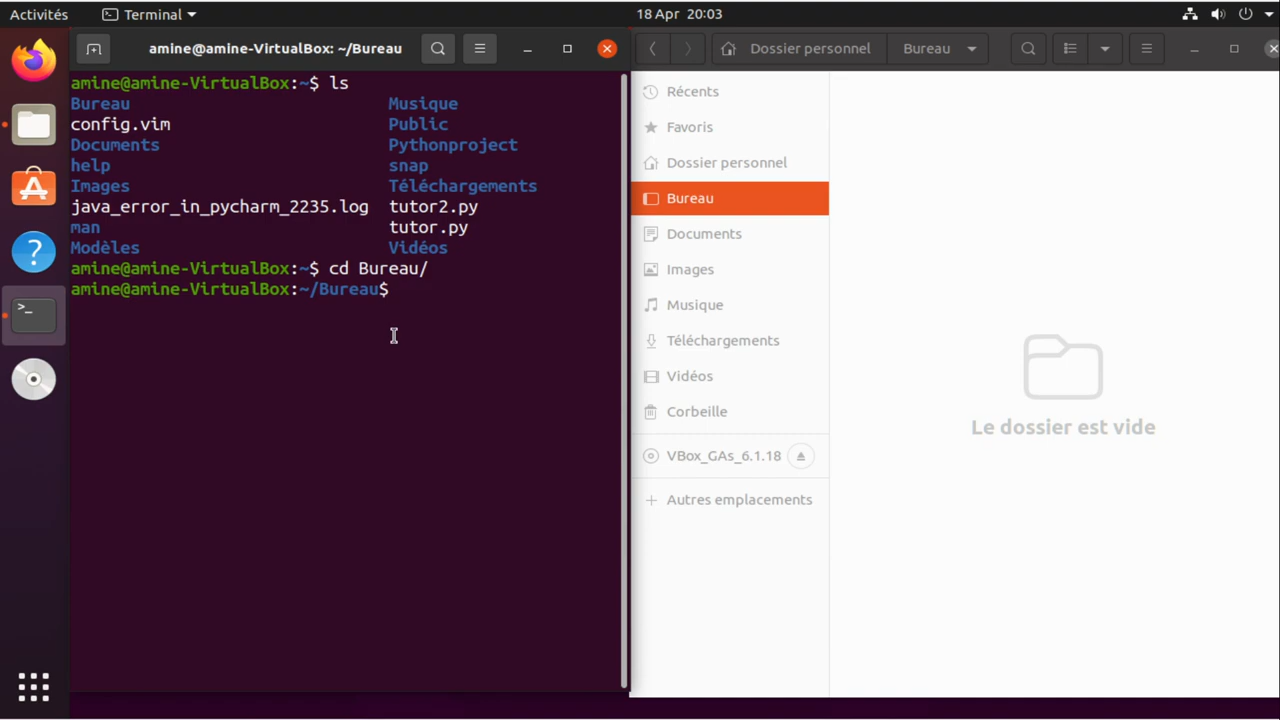 Activités Terminal 18 Apr 20:03
amine@amine-VirtualBox: ~/Bureau
amine@amine-VirtualBox:~$ ls
Bureau Musique
config.vim Public
Documents Pythonproject
help snap
Images Téléchargements
java_error_in_pycharm_2235.log tutor2.py
man tutor.py
Modèles Vidéos
amine@amine-VirtualBox:~$ cd Bureau/
amine@amine-VirtualBox:~/Bureau$
>_
Dossier personnel Bureau
Récents
Favoris
Dossier personnel
Bureau
Documents
Images
Musique
Téléchargements
Vidéos
Corbeille
VBox_GAs_6.1.18
Autres emplacements
Le dossier est vide